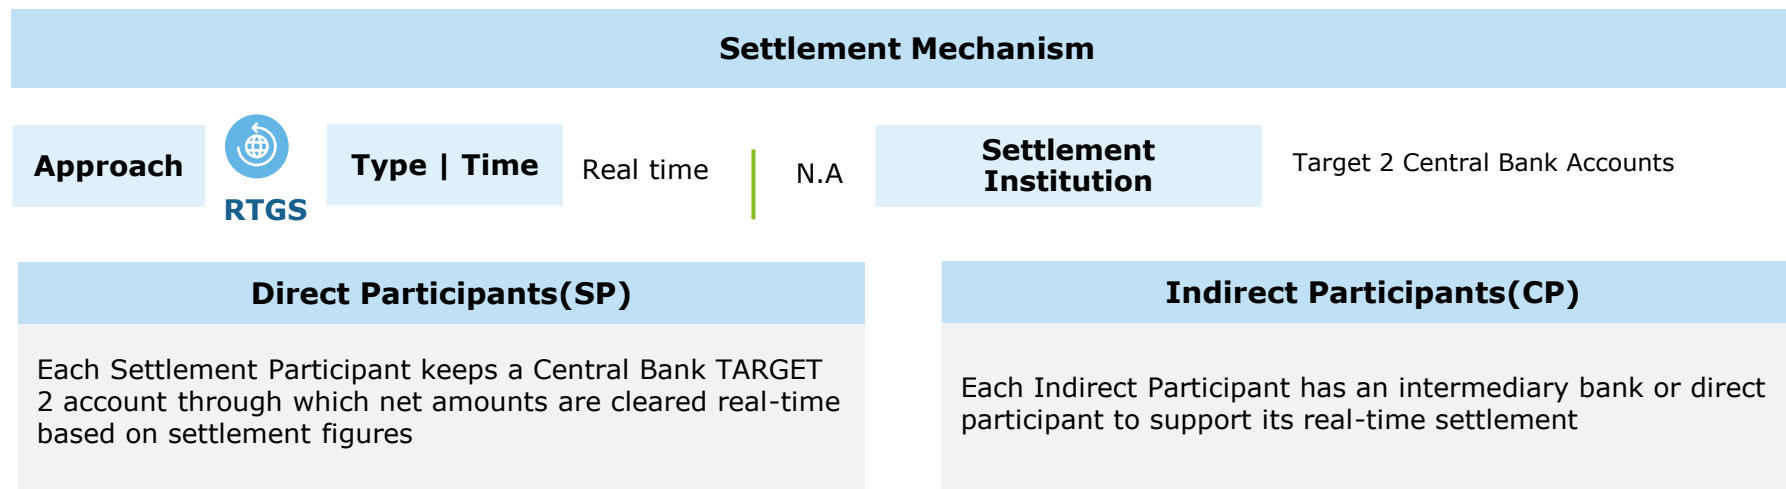 Settlement Mechanism
Approach
RTGS
Type | Time
Real time
N.A
Settlement
Institution
Target 2 Central Bank Accounts
Direct Participants(SP)
Each Settlement Participant keeps a Central Bank TARGET
2 account through which net amounts are cleared real-time
based on settlement figures
Indirect Participants(CP)
Each Indirect Participant has an intermediary bank or direct
participant to support its real-time settlement